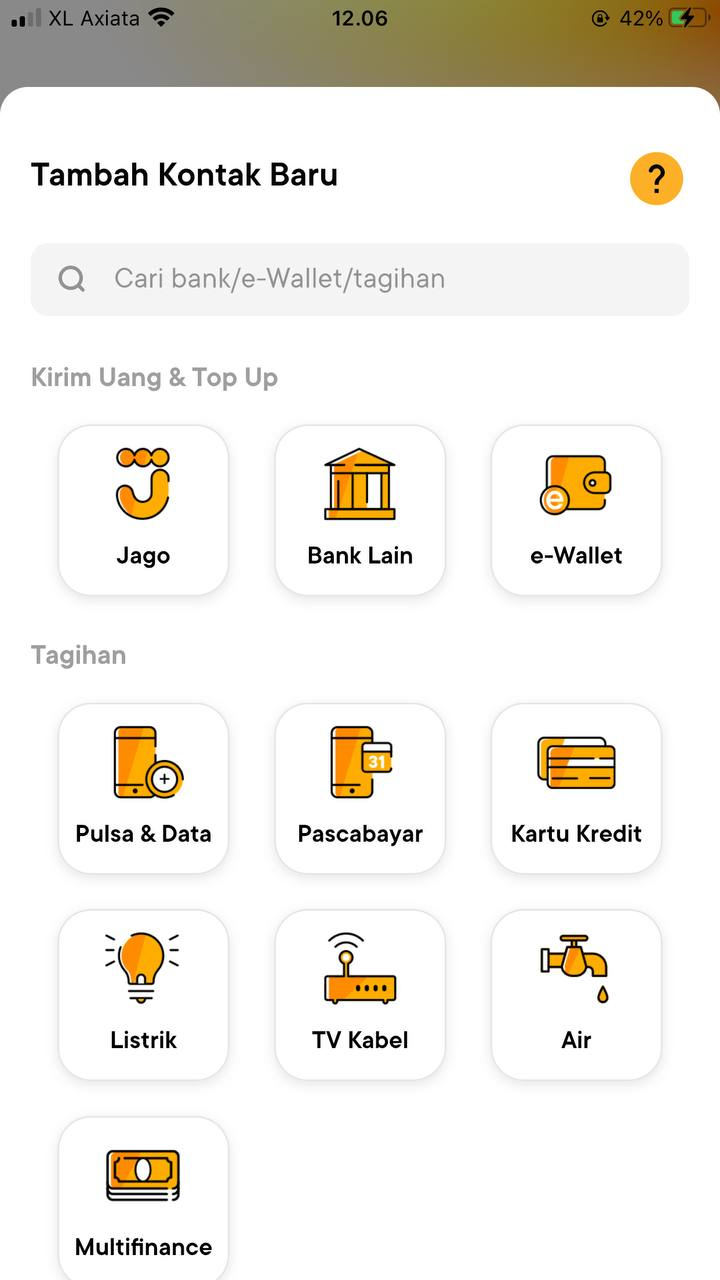 XL Axiata 12.06 42%
Tambah Kontak Baru ?
Cari bank/e-Wallet/tagihan
Kirim Uang & Top Up
Jago Bank Lain e-Wallet
Tagihan
31
Pulsa & Data Pascabayar Kartu Kredit
Listrik TV Kabel Air
Multifinance